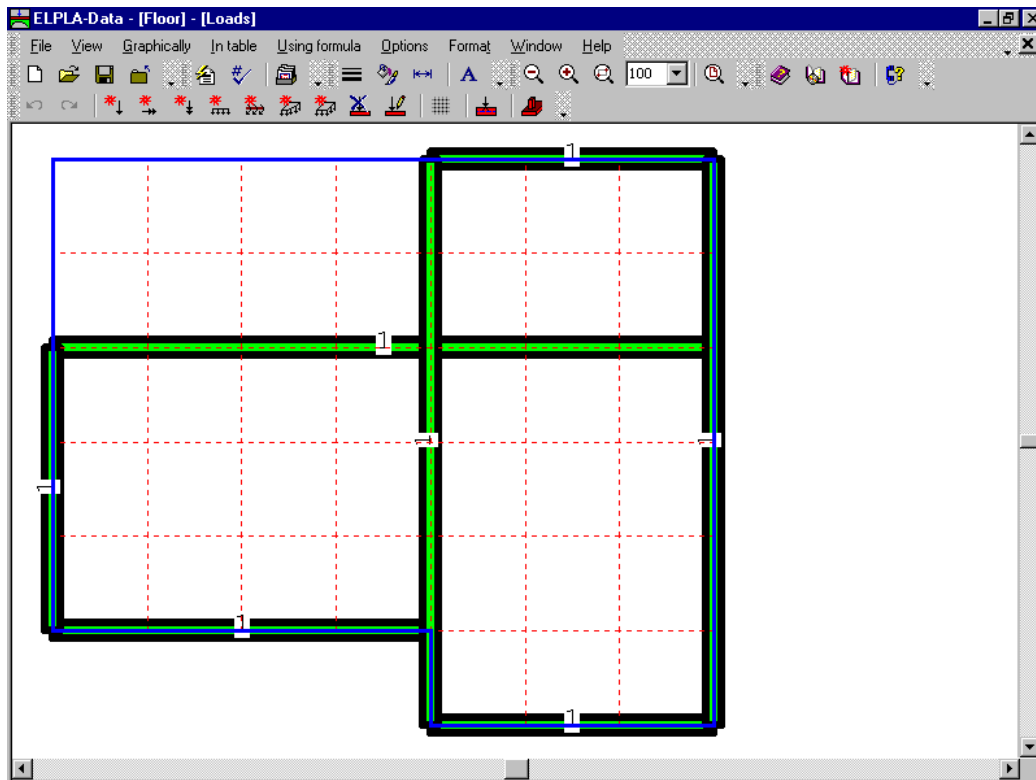 ELPLA-Data - [Floor] - [Loads]
File View Graphically In table Using formula Options Format Window Help
A 100
1
1
1 1
1
1
1